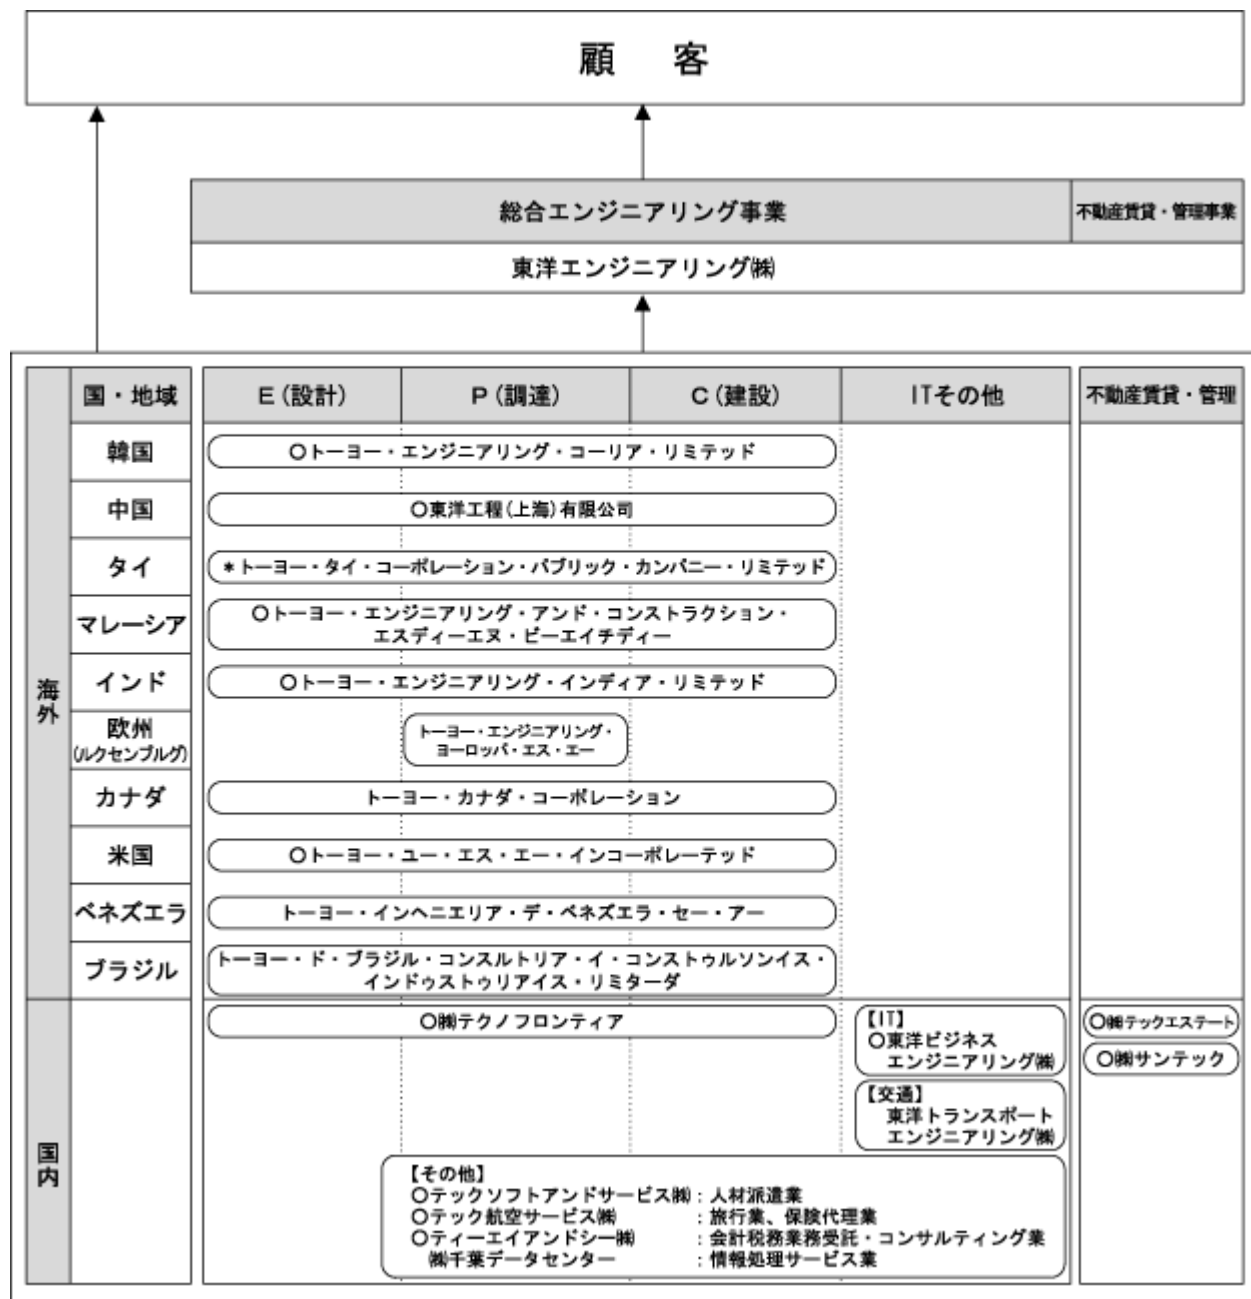 顧　客
総合エンジニアリング事業
不動産賃貸・管理事業
東洋エンジニアリング㈱
国・地域
E(設計)
P(調達)
C(建設)
ITその他
不動産賃貸・管理
海外
韓国
○トーヨー・エンジニアリング・コーリア・リミテッド
中国
○東洋工程(上海)有限公司
タイ
＊トーヨー・タイ・コーポレーション・パブリック・カンパニー・リミテッド
マレーシア
○トーヨー・エンジニアリング・アンド・コンストラクション・
エスディーエヌ・ビーエイチディー
インド
○トーヨー・エンジニアリング・インディア・リミテッド
欧州
(ルクセンブルグ)
トーヨー・エンジニアリング・
ヨーロッパ・エス・エー
カナダ
トーヨー・カナダ・コーポレーション
米国
○トーヨー・ユー・エス・エー・インコーポレーテッド
ベネズエラ
トーヨー・インヘニエリア・デ・ベネズエラ・セー・アー
ブラジル
トーヨー・ド・ブラジル・コンスルトリア・イ・コンストゥルソンイス・
インドゥストゥリアイス・リミターダ
国内
○㈱テクノフロンティア
【IT】
○東洋ビジネス
エンジニアリング㈱
○㈱テックエステート
○㈱サンテック
【交通】
東洋トランスポート
エンジニアリング㈱
【その他】
○テックソフトアンドサービス㈱：人材派遣業
○テック航空サービス㈱　　　　：旅行業、保険代理業
○ティーエイアンドシー㈱　　　：会計税務業務受託・コンサルティング業
㈱千葉データセンター　　　　：情報処理サービス業